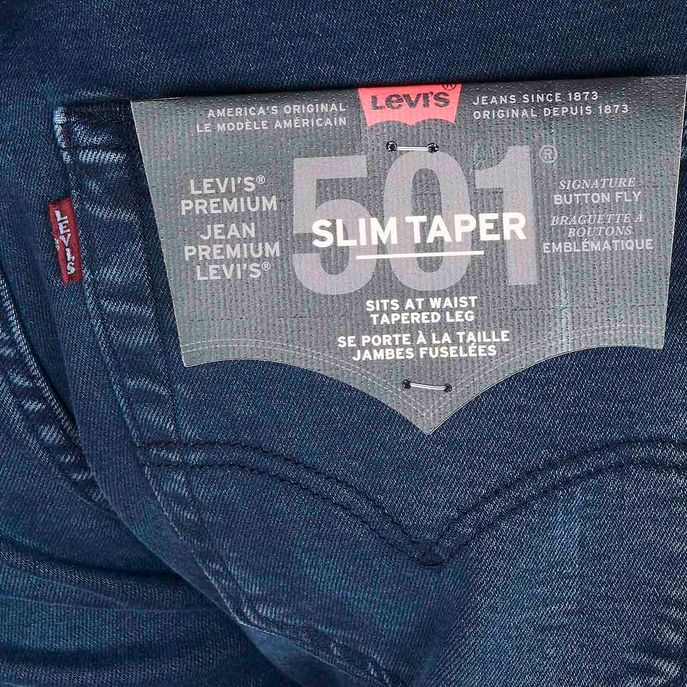 AMERICA'S ORIGINAL
LE MODÈLE AMÉRICAIN
LEVI'S®
JEANS SINCE 1873
ORIGINAL DEPUIS 1873
LEVI'S®
PREMIUM
JEAN
PREMIUM
LEVI'S®
501®
SLIM TAPER
SIGNATURE
BUTTON FLY
BRAGUETTE À
BOUTONS
EMBLÉMATIQUE
SITS AT WAIST
TAPERED LEG
SE PORTE À LA TAILLE
JAMBES FUSELÉES
LEVI'S